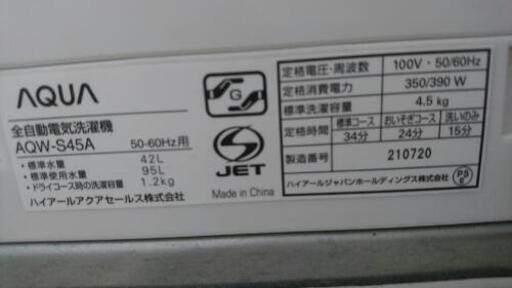 AQUA
全自動電気洗濯機
AQW-S45A 50-60Hz用
・標準水量 42L
・標準使用水量 95L
・ドライコース時の洗濯容量 1.2kg
ハイアールアクアセールス株式会社
G
JET
Made in China
定格電圧・周波数 100V・50/60Hz
定格消費電力 350/390 W
標準洗濯容量 4.5 kg
定格時間 標準コース おいそぎコース 洗いのみ
34分 24分 15分
製造番号 210720
ハイアールジャパンホールディングス株式会社
PS
E